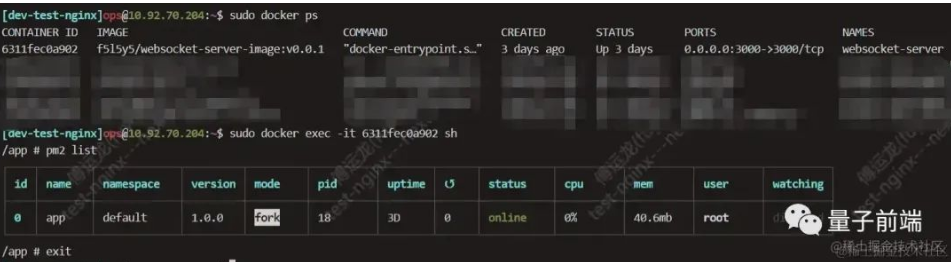 [dev-test-nginx]ops@10.92.70.204:~$ sudo docker ps
CONTAINER ID IMAGE COMMAND CREATED STATUS PORTS NAMES
6311fec0a902 f5l5y5/websocket-server-image:v0.0.1 "docker-entrypoint.s…" 3 days ago Up 3 days 0.0.0.0:3000->3000/tcp websocket-server
[dev-test-nginx]ops@10.92.70.204:~$ sudo docker exec -it 6311fec0a902 sh
/app # pm2 list
id name namespace version mode pid uptime ↺ status cpu mem user watching
0 app default 1.0.0 fork 18 3D 0 online 0% 40.6mb root
/app # exit
量子前端
@稀土掘金技术社区